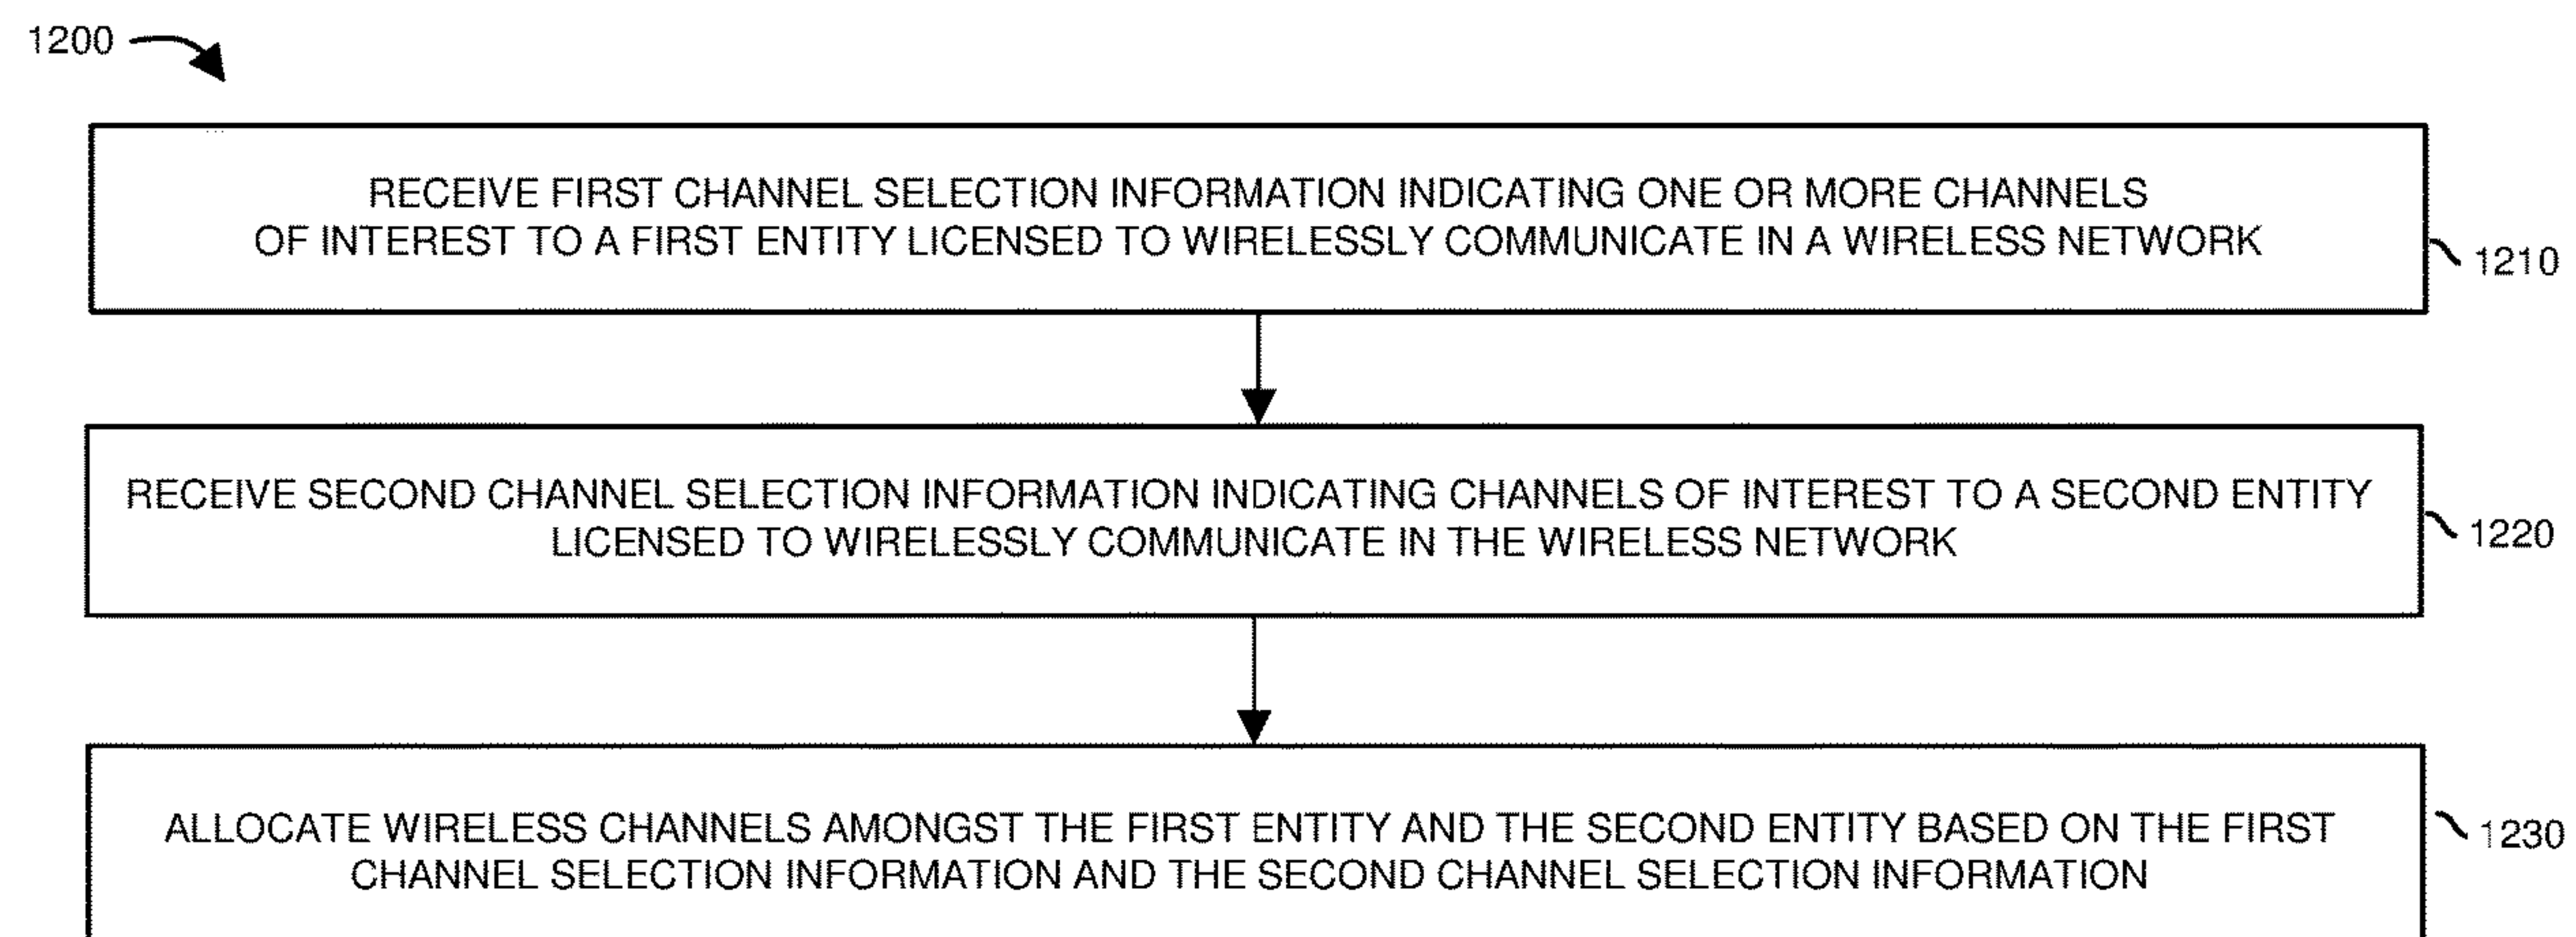 1200
RECEIVE FIRST CHANNEL SELECTION INFORMATION INDICATING ONE OR MORE CHANNELS
OF INTEREST TO A FIRST ENTITY LICENSED TO WIRELESSLY COMMUNICATE IN A WIRELESS NETWORK
1210
RECEIVE SECOND CHANNEL SELECTION INFORMATION INDICATING CHANNELS OF INTEREST TO A SECOND ENTITY
LICENSED TO WIRELESSLY COMMUNICATE IN THE WIRELESS NETWORK
1220
ALLOCATE WIRELESS CHANNELS AMONGST THE FIRST ENTITY AND THE SECOND ENTITY BASED ON THE FIRST
CHANNEL SELECTION INFORMATION AND THE SECOND CHANNEL SELECTION INFORMATION
1230